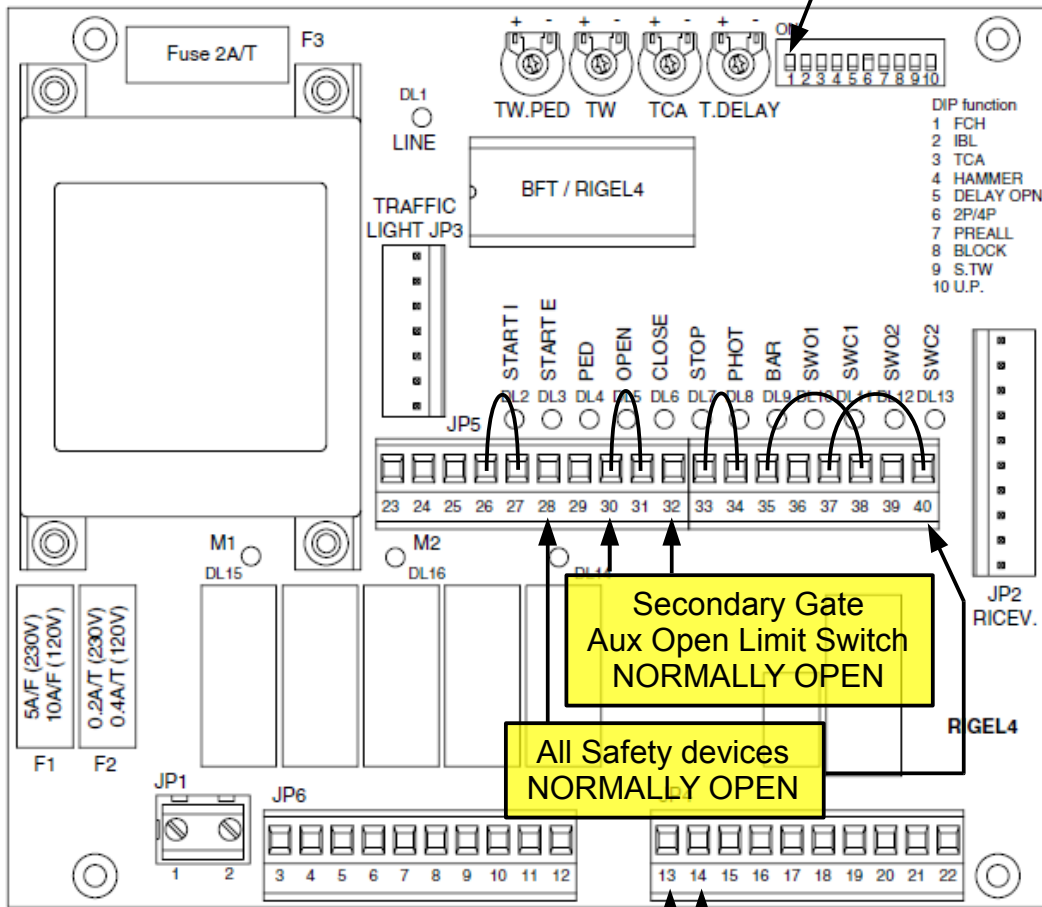 Fuse 2A/T
F3
+ - + - + - + -
TW.PED TW TCA T.DELAY
1 2 3 4 5 6 7 8 9 10
DL1
LINE
DIP function
1 FCH
2 IBL
3 TCA
4 HAMMER
5 DELAY OPN
6 2P/4P
7 PREALL
8 BLOCK
9 S.TW
10 U.P.
BFT / RIGEL4
TRAFFIC
LIGHT JP3
START I
START E
PED
OPEN
CLOSE
STOP
PHOT
BAR
SWO1
SWC1
SWO2
SWC2
DL2 DL3 DL4 DL5 DL6 DL7 DL8 DL9 DL10 DL11 DL12 DL13
JP5
23 24 25 26 27 28 29 30 31 32 33 34 35 36 37 38 39 40
M1
DL15
M2
DL16
DL14
JP2
RICEV.
Secondary Gate
Aux Open Limit Switch
NORMALLY OPEN
5A/F (230V)
10A/F (120V)
0.2A/T (230V)
0.4A/T (120V)
F1 F2
RIGEL4
All Safety devices
NORMALLY OPEN
JP1
JP6
JP4
1 2
3 4 5 6 7 8 9 10 11 12
13 14 15 16 17 18 19 20 21 22